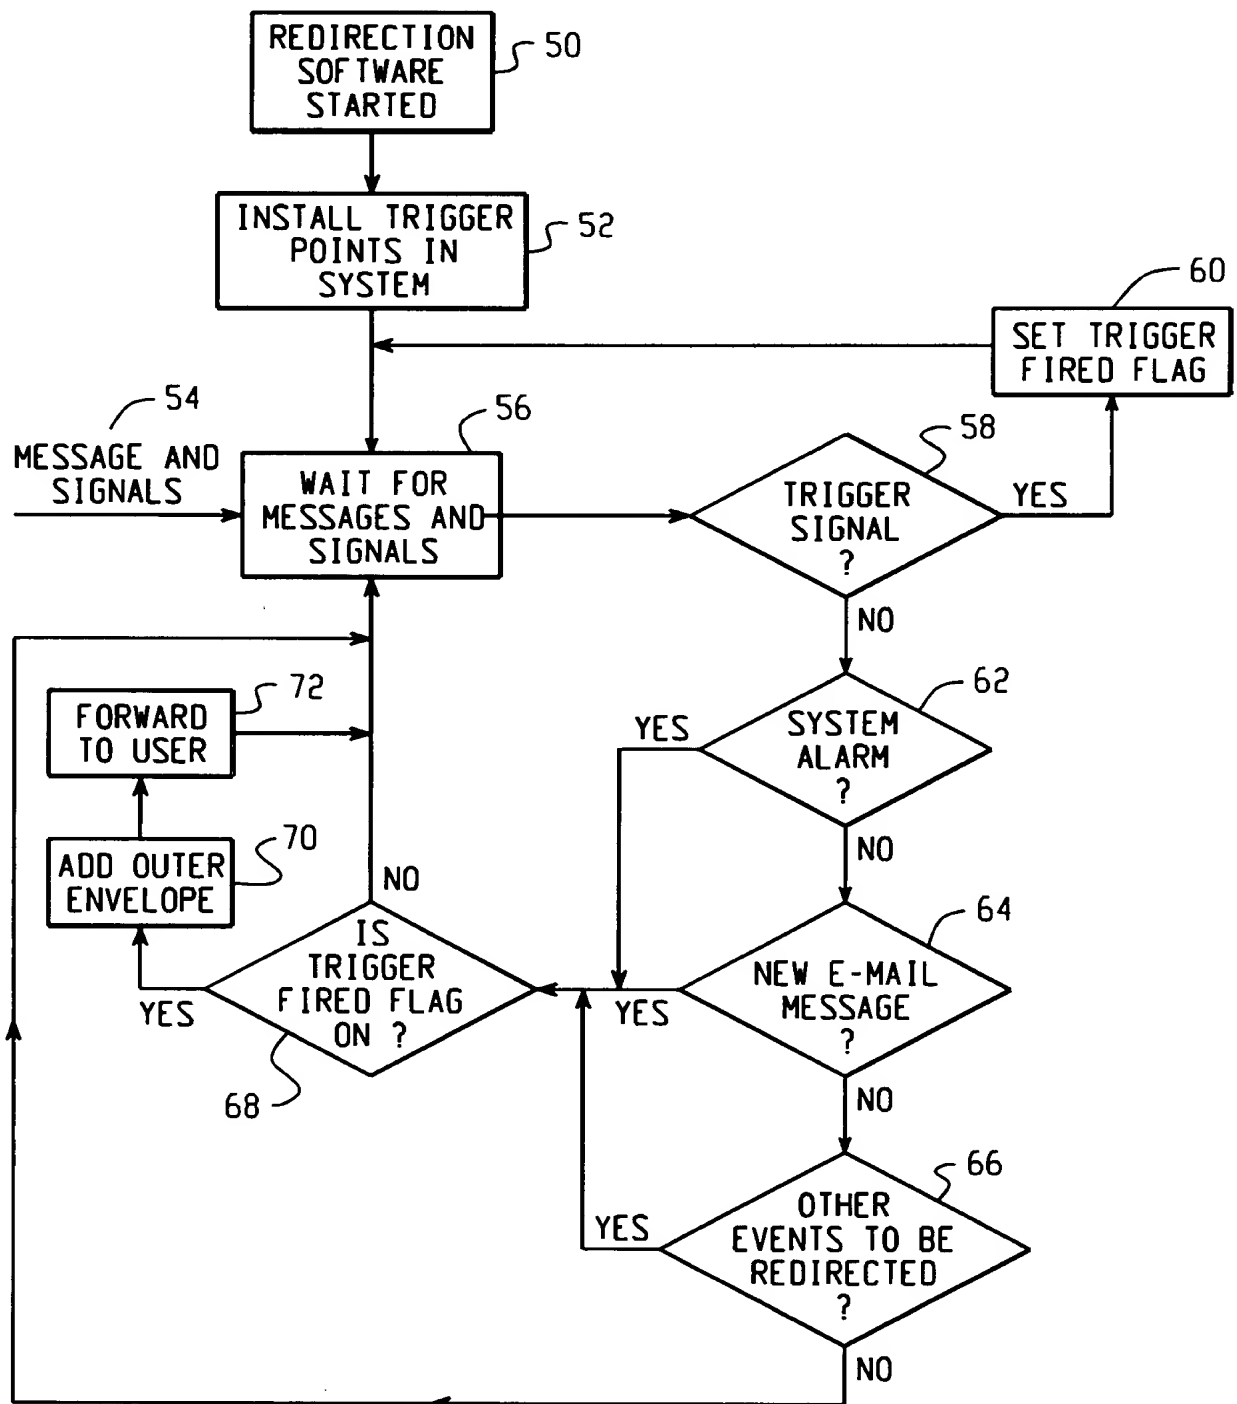 REDIRECTION
SOFTWARE
STARTED
50
INSTALL TRIGGER
POINTS IN
SYSTEM
52
60
SET TRIGGER
FIRED FLAG
54
MESSAGE AND
SIGNALS
56
WAIT FOR
MESSAGES AND
SIGNALS
58
TRIGGER
SIGNAL
?
YES
NO
62
SYSTEM
ALARM
?
YES
NO
72
FORWARD
TO USER
70
ADD OUTER
ENVELOPE
NO
IS
TRIGGER
FIRED FLAG
ON ?
YES
68
64
NEW E-MAIL
MESSAGE
?
YES
NO
66
OTHER
EVENTS TO BE
REDIRECTED
?
YES
NO